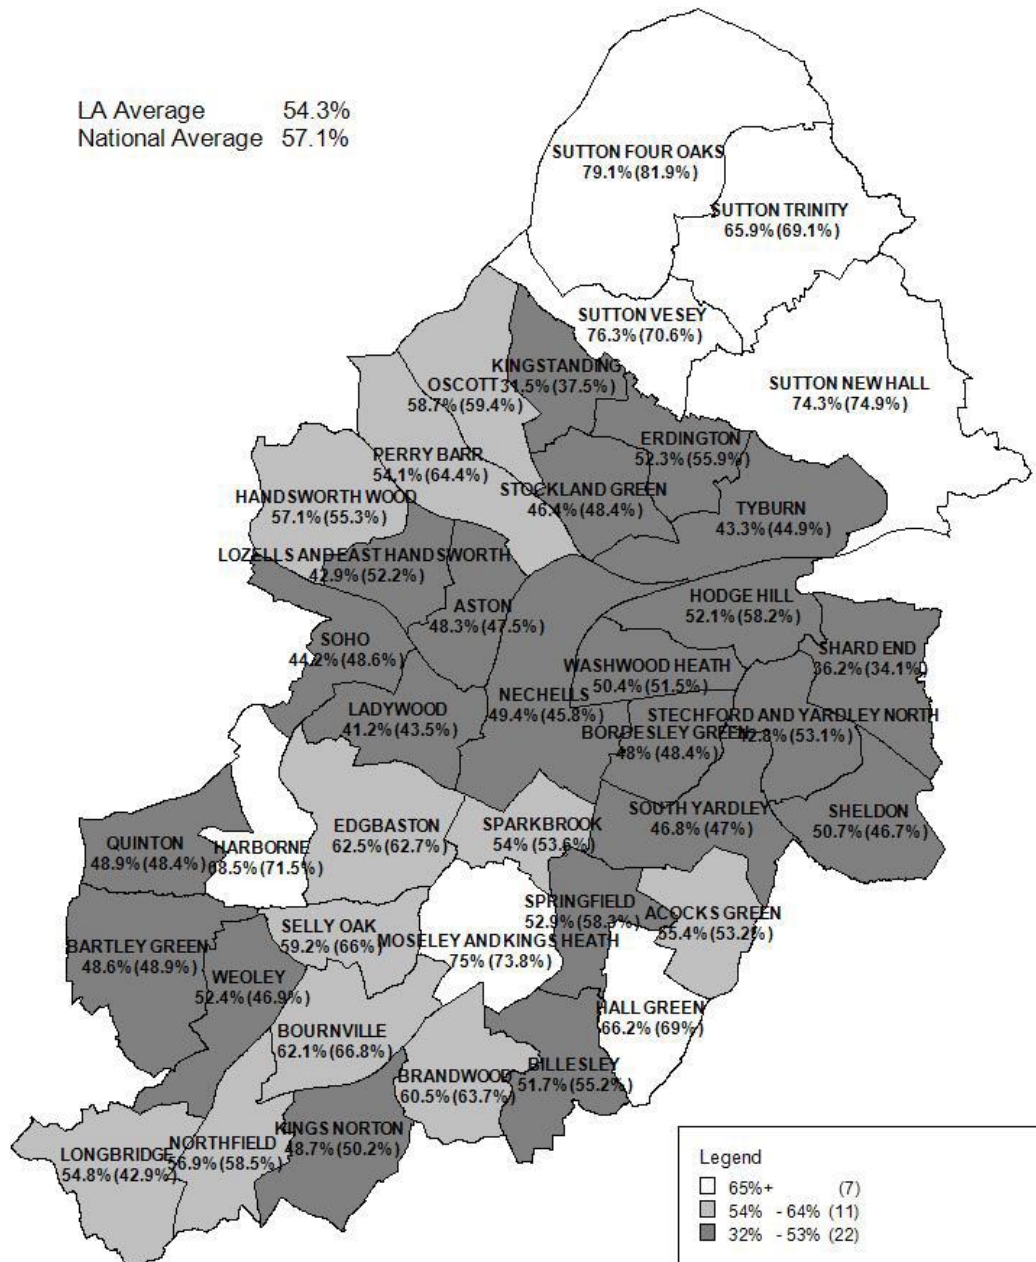 LA Average 54.3%
National Average 57.1%
SUTTON FOUR OAKS
79.1% (81.9%)
SUTTON TRINITY
65.9% (69.1%)
SUTTON VESEY
76.3% (70.6%)
SUTTON NEW HALL
74.3% (74.9%)
KINGSTANDING
31.5% (37.5%)
OSCOTT
58.7% (59.4%)
ERDINGTON
52.3% (55.9%)
PERRY BARR
54.1% (64.4%)
STOCKLAND GREEN
46.4% (48.4%)
HANDSWORTH WOOD
57.1% (55.3%)
TYBURN
43.3% (44.9%)
LOZELLS AND EAST HANDSWORTH
42.9% (52.2%)
HODGE HILL
52.1% (58.2%)
ASTON
48.3% (47.5%)
SOHO
44.2% (48.6%)
SHARD END
36.2% (34.1%)
WASHWOOD HEATH
50.4% (51.5%)
NECHELLS
49.4% (45.8%)
LADYWOOD
41.2% (43.5%)
STECHFORD AND YARDLEY NORTH
42.8% (53.1%)
BORDESLEY GREEN
48% (48.4%)
SOUTH YARDLEY
46.8% (47%)
SHELDON
50.7% (46.7%)
EDGBASTON
62.5% (62.7%)
SPARKBROOK
54% (53.6%)
QUINTON
48.9% (48.4%)
HARBORNE
68.5% (71.5%)
SPRINGFIELD
52.9% (58.3%)
ACOCKS GREEN
55.4% (53.2%)
SELLY OAK
59.2% (66%)
MOSELEY AND KINGS HEATH
75% (73.8%)
BARTLEY GREEN
48.6% (48.9%)
WEOLEY
52.4% (46.9%)
HALL GREEN
66.2% (69%)
BOURNVILLE
62.1% (66.8%)
BILLESLEY
51.7% (55.2%)
BRANDWOOD
60.5% (63.7%)
KINGS NORTON
48.7% (50.2%)
NORTHFIELD
56.9% (58.5%)
LONGBRIDGE
54.8% (42.9%)
Legend
65%+ (7)
54% - 64% (11)
32% - 53% (22)